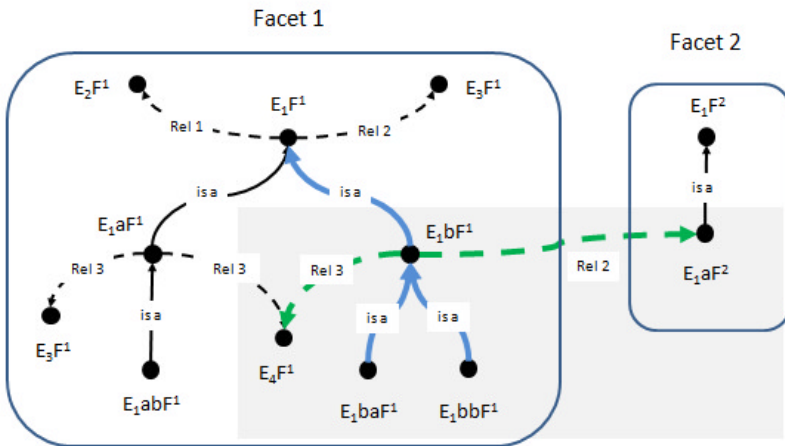 Facet 1
Facet 2
E₂F¹
E₃F¹
E₁F¹
E₁F²
Rel 1
Rel 2
is a
is a
is a
E₁aF¹
E₁bF¹
E₁aF²
Rel 3
Rel 3
Rel 3
Rel 2
is a
is a
is a
E₃F¹
E₄F¹
E₁abF¹
E₁baF¹
E₁bbF¹